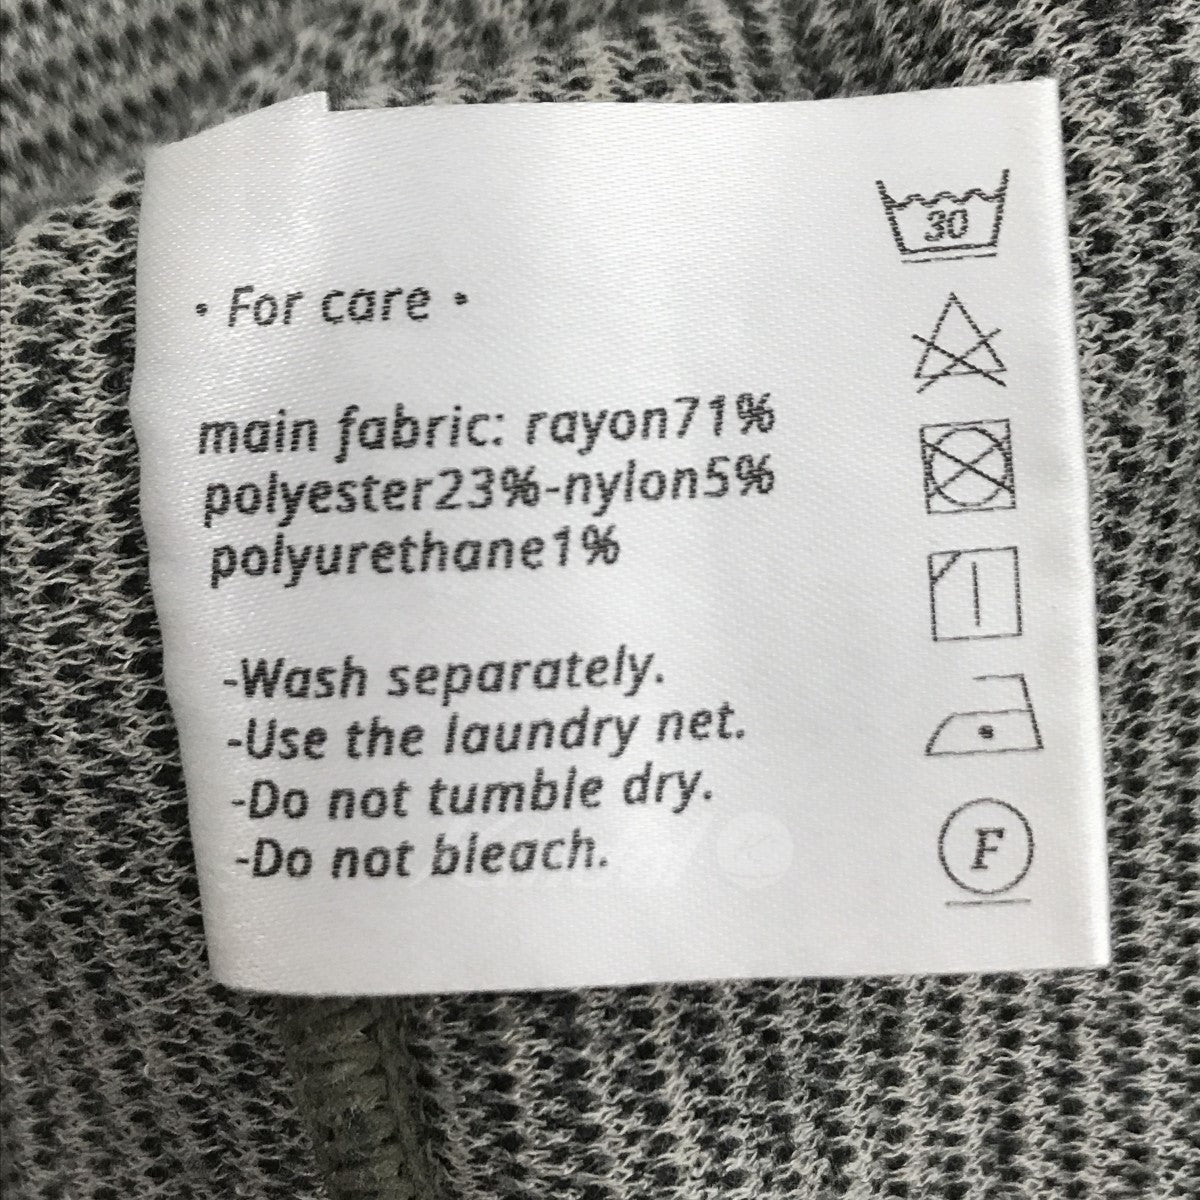 30
• For care •
main fabric: rayon71%
polyester23%-nylon5%
polyurethane1%
-Wash separately.
-Use the laundry net.
-Do not tumble dry.
-Do not bleach.
F